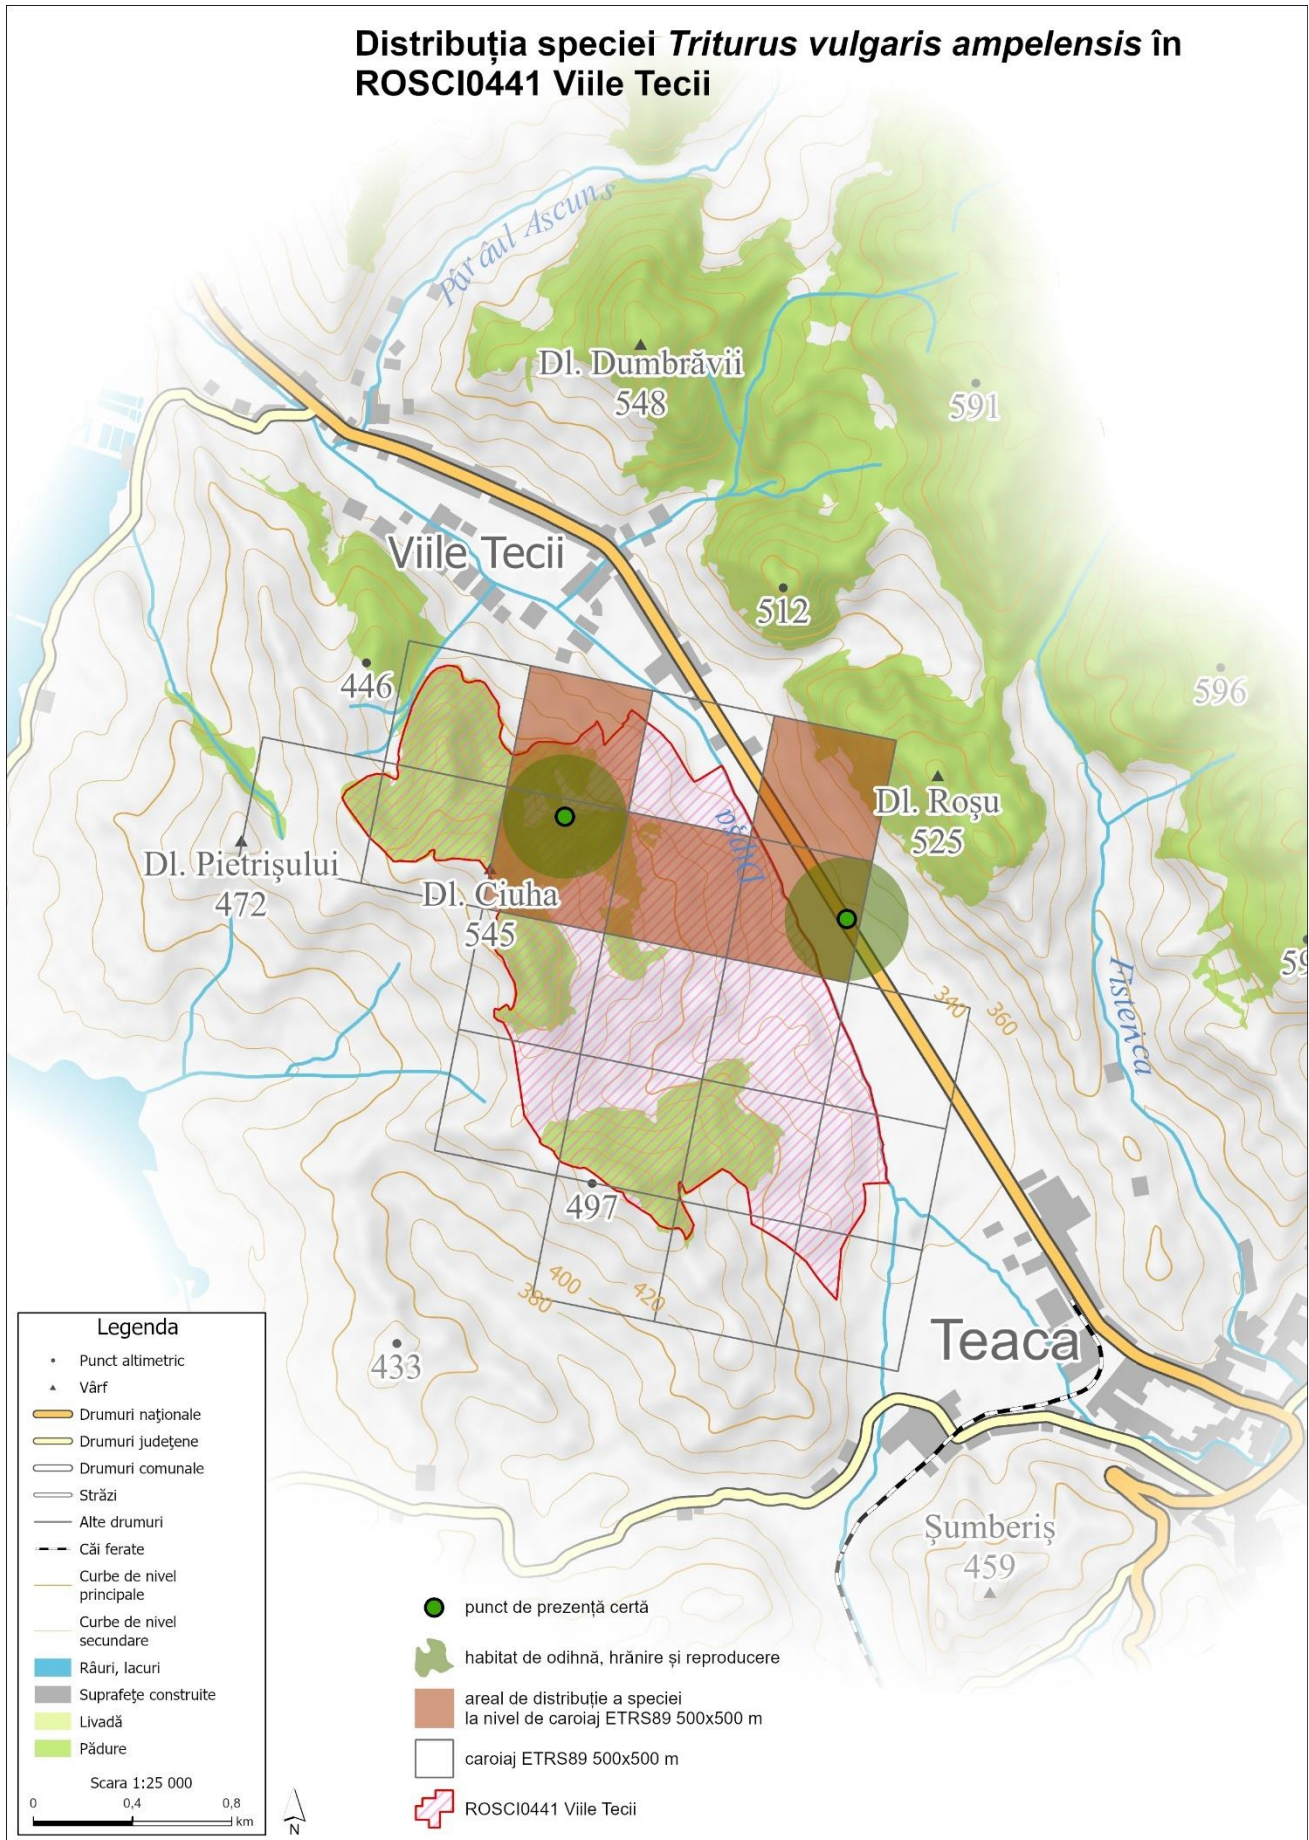 Distribuția speciei Triturus vulgaris ampelensis în
ROSCI0441 Viile Tecii
Pârâul Ascuns
Dl. Dumbrăvii
548
591
Viile Tecii
512
446
596
Dl. Roşu
525
Dipşa
Dl. Pietrişului
472
Dl. Ciuha
545
59
Fisterica
340
360
497
400
380
420
433
Teaca
Şumberiş
459
Legenda
Punct altimetric
Vârf
Drumuri naţionale
Drumuri judeţene
Drumuri comunale
Străzi
Alte drumuri
Căi ferate
Curbe de nivel
principale
Curbe de nivel
secundare
Râuri, lacuri
Suprafeţe construite
Livadă
Pădure
Scara 1:25 000
0 0,4 0,8
km
N
punct de prezență certă
habitat de odihnă, hrănire și reproducere
areal de distribuție a speciei
la nivel de caroiaj ETRS89 500x500 m
caroiaj ETRS89 500x500 m
ROSCI0441 Viile Tecii